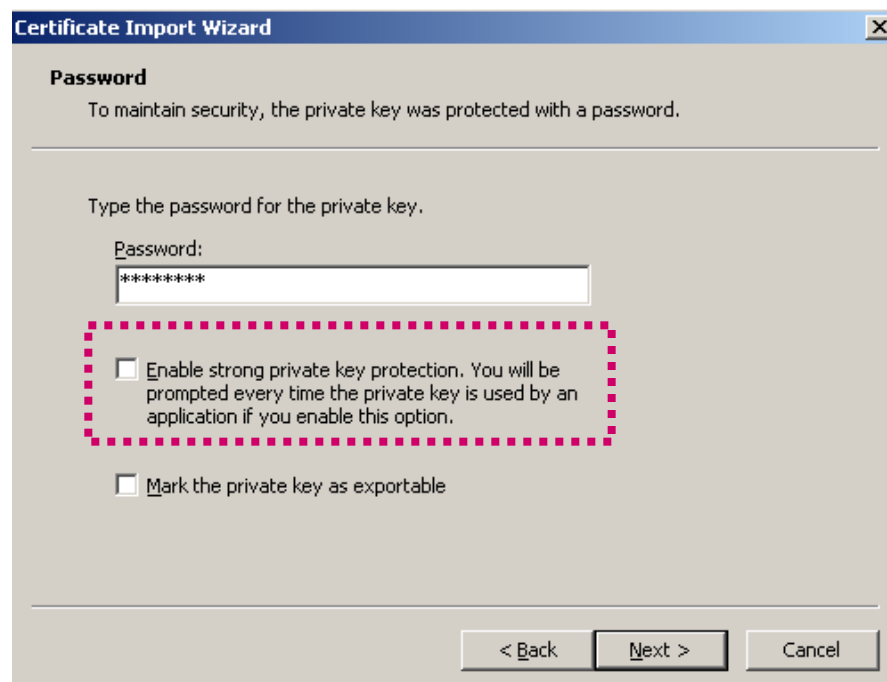 Certificate Import Wizard
Password
To maintain security, the private key was protected with a password.
Type the password for the private key.
Password:
********
Enable strong private key protection. You will be
prompted every time the private key is used by an
application if you enable this option.
Mark the private key as exportable
< Back Next > Cancel